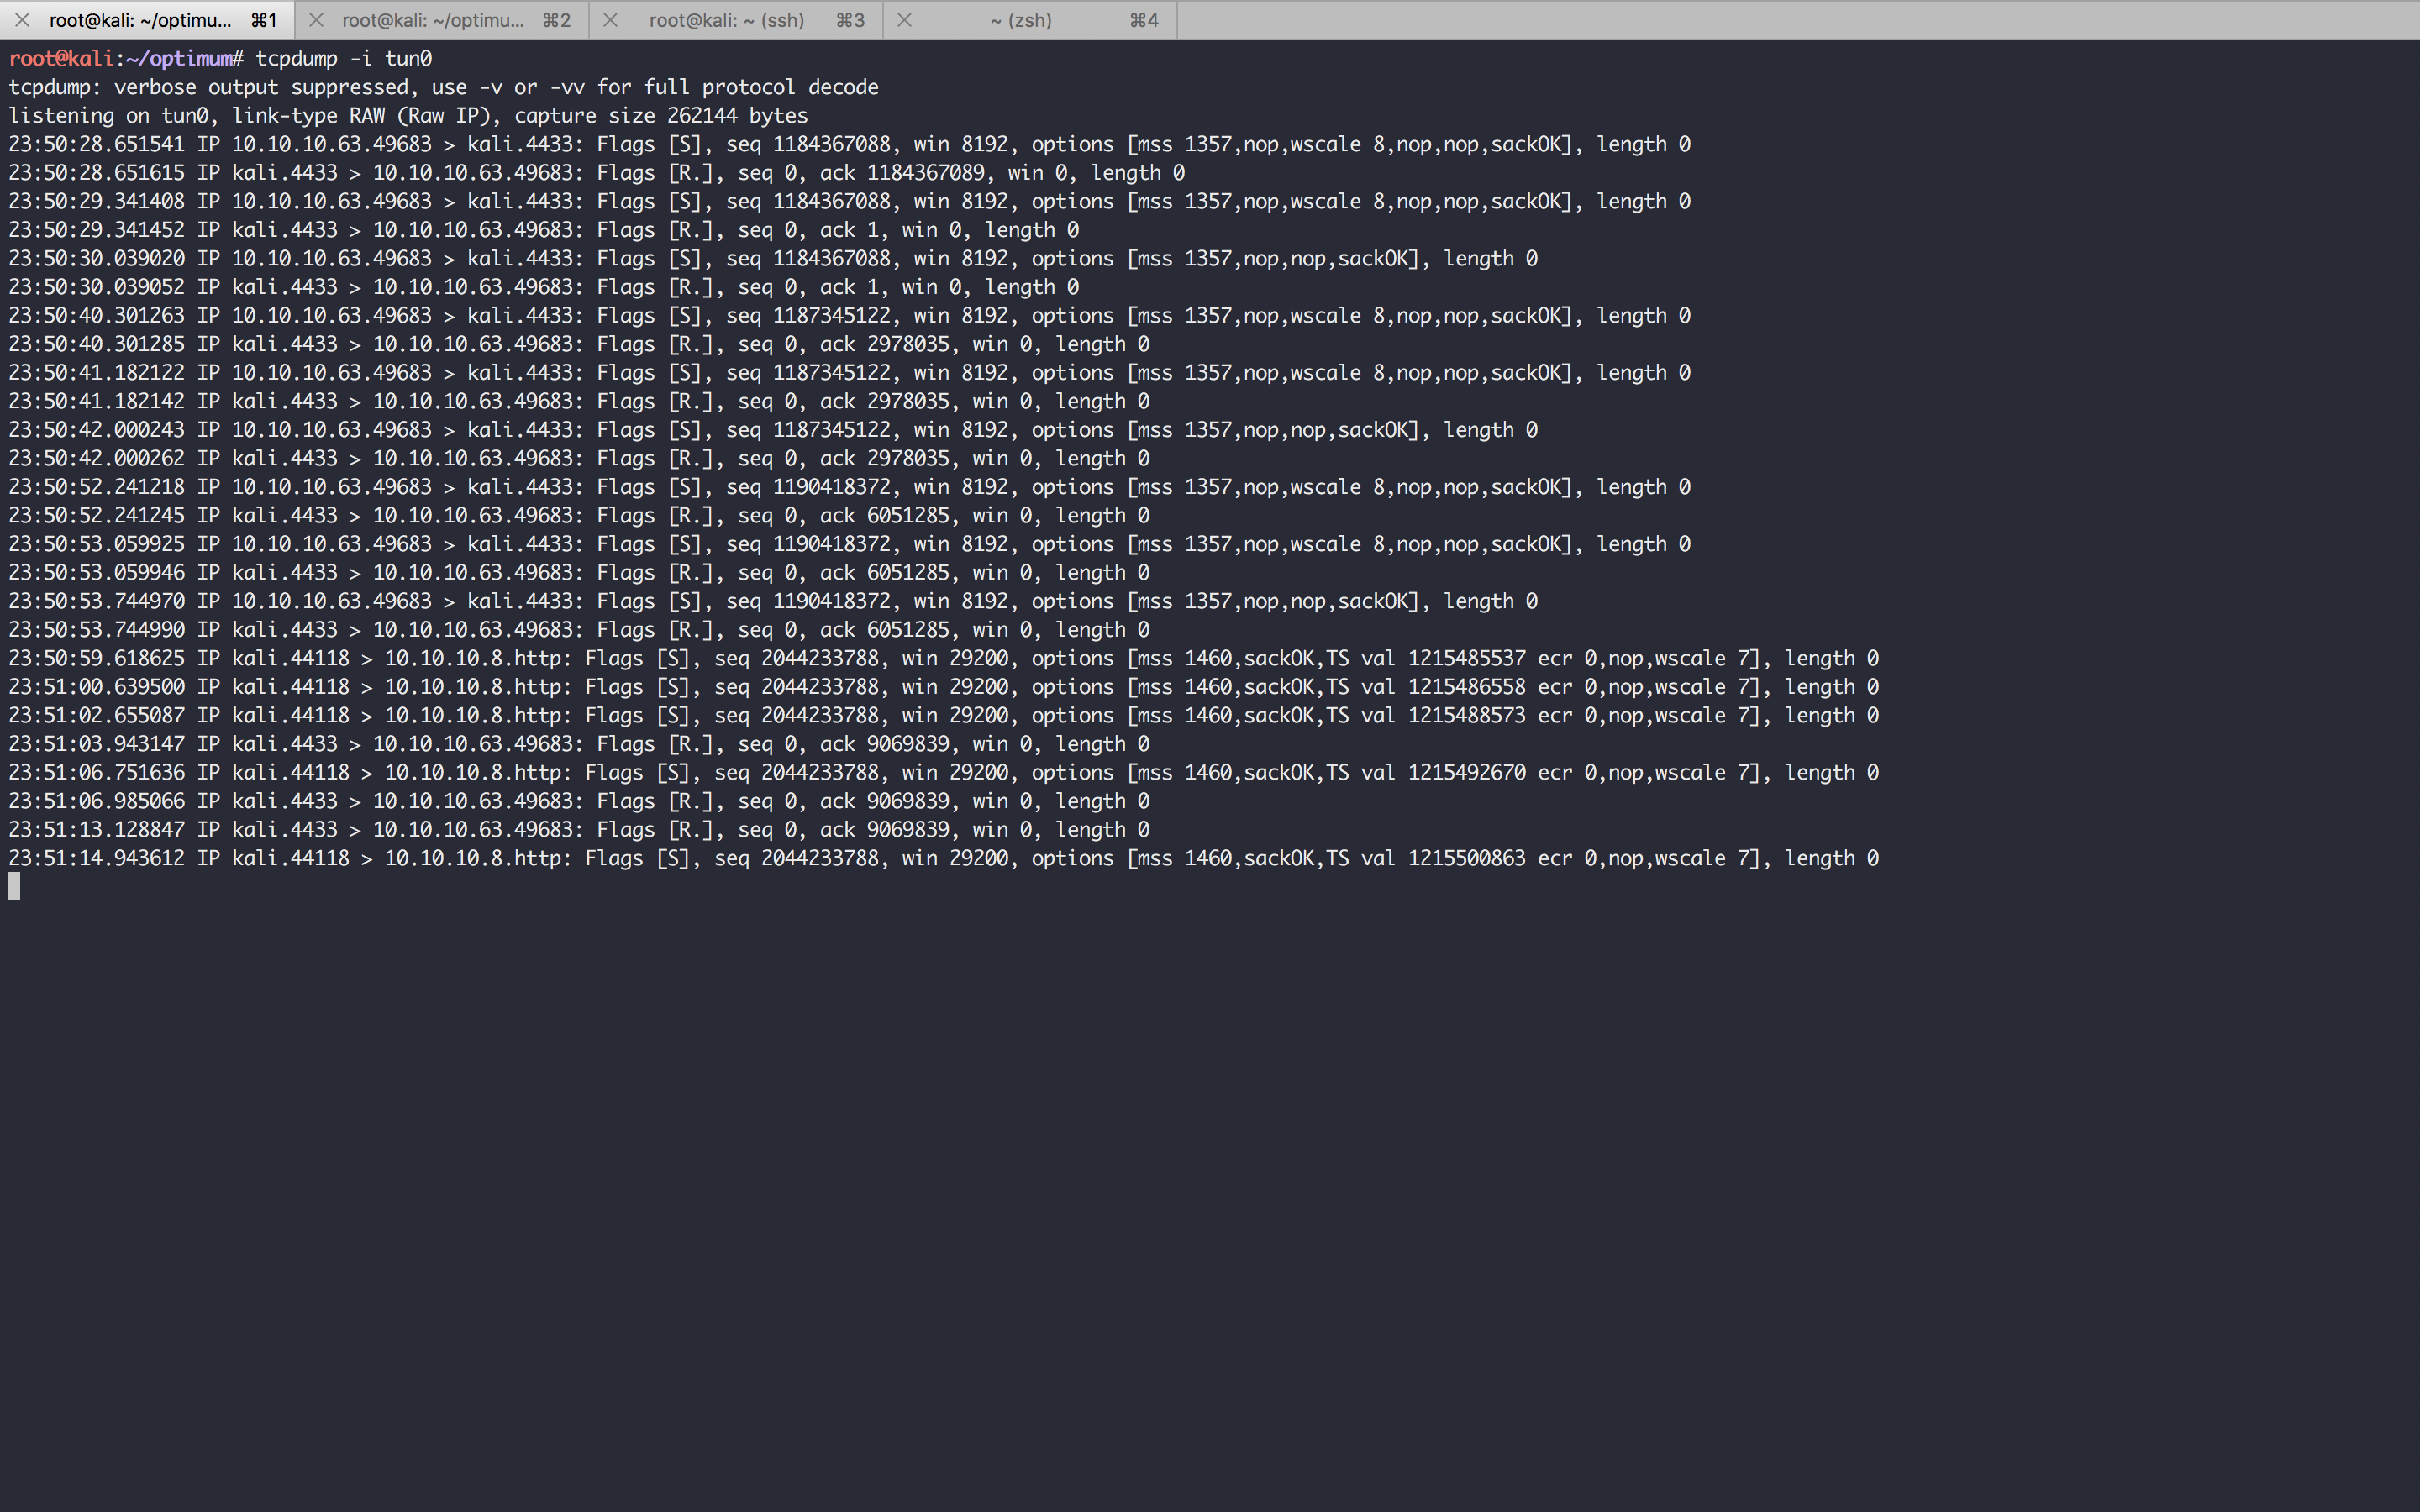 root@kali: ~/optimu... ⌘1 root@kali: ~/optimu... ⌘2 root@kali: ~ (ssh) ⌘3 ~ (zsh) ⌘4
root@kali:~/optimum# tcpdump -i tun0
tcpdump: verbose output suppressed, use -v or -vv for full protocol decode
listening on tun0, link-type RAW (Raw IP), capture size 262144 bytes
23:50:28.651541 IP 10.10.10.63.49683 > kali.4433: Flags [S], seq 1184367088, win 8192, options [mss 1357,nop,wscale 8,nop,nop,sackOK], length 0
23:50:28.651615 IP kali.4433 > 10.10.10.63.49683: Flags [R.], seq 0, ack 1184367089, win 0, length 0
23:50:29.341408 IP 10.10.10.63.49683 > kali.4433: Flags [S], seq 1184367088, win 8192, options [mss 1357,nop,wscale 8,nop,nop,sackOK], length 0
23:50:29.341452 IP kali.4433 > 10.10.10.63.49683: Flags [R.], seq 0, ack 1, win 0, length 0
23:50:30.039020 IP 10.10.10.63.49683 > kali.4433: Flags [S], seq 1184367088, win 8192, options [mss 1357,nop,nop,sackOK], length 0
23:50:30.039052 IP kali.4433 > 10.10.10.63.49683: Flags [R.], seq 0, ack 1, win 0, length 0
23:50:40.301263 IP 10.10.10.63.49683 > kali.4433: Flags [S], seq 1187345122, win 8192, options [mss 1357,nop,wscale 8,nop,nop,sackOK], length 0
23:50:40.301285 IP kali.4433 > 10.10.10.63.49683: Flags [R.], seq 0, ack 2978035, win 0, length 0
23:50:41.182122 IP 10.10.10.63.49683 > kali.4433: Flags [S], seq 1187345122, win 8192, options [mss 1357,nop,wscale 8,nop,nop,sackOK], length 0
23:50:41.182142 IP kali.4433 > 10.10.10.63.49683: Flags [R.], seq 0, ack 2978035, win 0, length 0
23:50:42.000243 IP 10.10.10.63.49683 > kali.4433: Flags [S], seq 1187345122, win 8192, options [mss 1357,nop,nop,sackOK], length 0
23:50:42.000262 IP kali.4433 > 10.10.10.63.49683: Flags [R.], seq 0, ack 2978035, win 0, length 0
23:50:52.241218 IP 10.10.10.63.49683 > kali.4433: Flags [S], seq 1190418372, win 8192, options [mss 1357,nop,wscale 8,nop,nop,sackOK], length 0
23:50:52.241245 IP kali.4433 > 10.10.10.63.49683: Flags [R.], seq 0, ack 6051285, win 0, length 0
23:50:53.059925 IP 10.10.10.63.49683 > kali.4433: Flags [S], seq 1190418372, win 8192, options [mss 1357,nop,wscale 8,nop,nop,sackOK], length 0
23:50:53.059946 IP kali.4433 > 10.10.10.63.49683: Flags [R.], seq 0, ack 6051285, win 0, length 0
23:50:53.744970 IP 10.10.10.63.49683 > kali.4433: Flags [S], seq 1190418372, win 8192, options [mss 1357,nop,nop,sackOK], length 0
23:50:53.744990 IP kali.4433 > 10.10.10.63.49683: Flags [R.], seq 0, ack 6051285, win 0, length 0
23:50:59.618625 IP kali.44118 > 10.10.10.8.http: Flags [S], seq 2044233788, win 29200, options [mss 1460,sackOK,TS val 1215485537 ecr 0,nop,wscale 7], length 0
23:51:00.639500 IP kali.44118 > 10.10.10.8.http: Flags [S], seq 2044233788, win 29200, options [mss 1460,sackOK,TS val 1215486558 ecr 0,nop,wscale 7], length 0
23:51:02.655087 IP kali.44118 > 10.10.10.8.http: Flags [S], seq 2044233788, win 29200, options [mss 1460,sackOK,TS val 1215488573 ecr 0,nop,wscale 7], length 0
23:51:03.943147 IP kali.4433 > 10.10.10.63.49683: Flags [R.], seq 0, ack 9069839, win 0, length 0
23:51:06.751636 IP kali.44118 > 10.10.10.8.http: Flags [S], seq 2044233788, win 29200, options [mss 1460,sackOK,TS val 1215492670 ecr 0,nop,wscale 7], length 0
23:51:06.985066 IP kali.4433 > 10.10.10.63.49683: Flags [R.], seq 0, ack 9069839, win 0, length 0
23:51:13.128847 IP kali.4433 > 10.10.10.63.49683: Flags [R.], seq 0, ack 9069839, win 0, length 0
23:51:14.943612 IP kali.44118 > 10.10.10.8.http: Flags [S], seq 2044233788, win 29200, options [mss 1460,sackOK,TS val 1215500863 ecr 0,nop,wscale 7], length 0